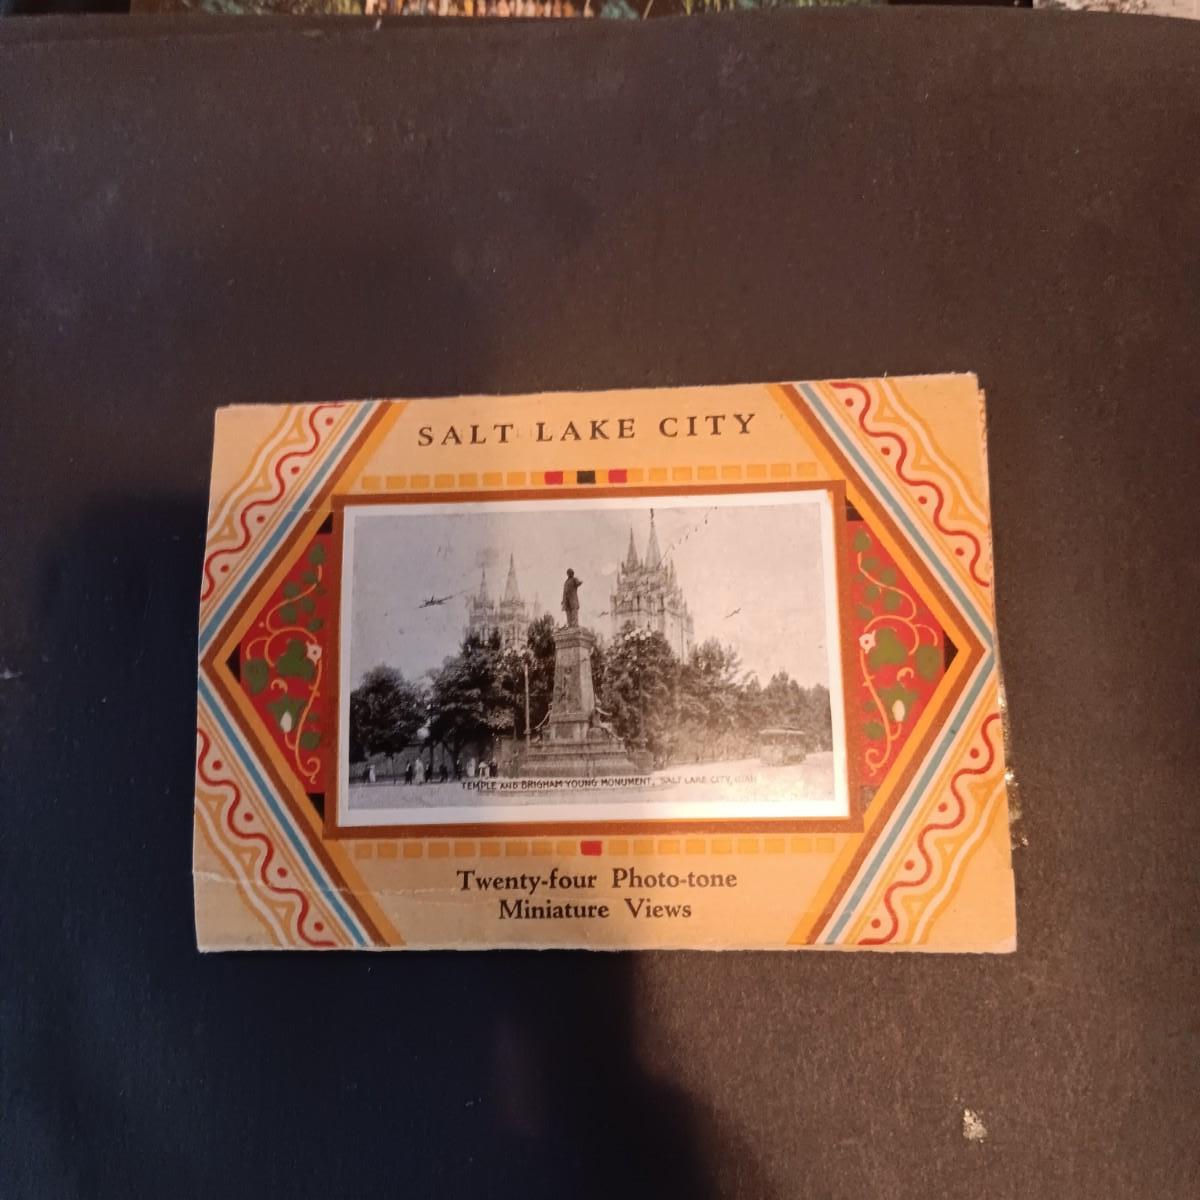 SALT LAKE CITY
TEMPLE AND BRIGHAM YOUNG MONUMENT, SALT LAKE CITY, UTAH
Twenty-four Photo-tone
Miniature Views